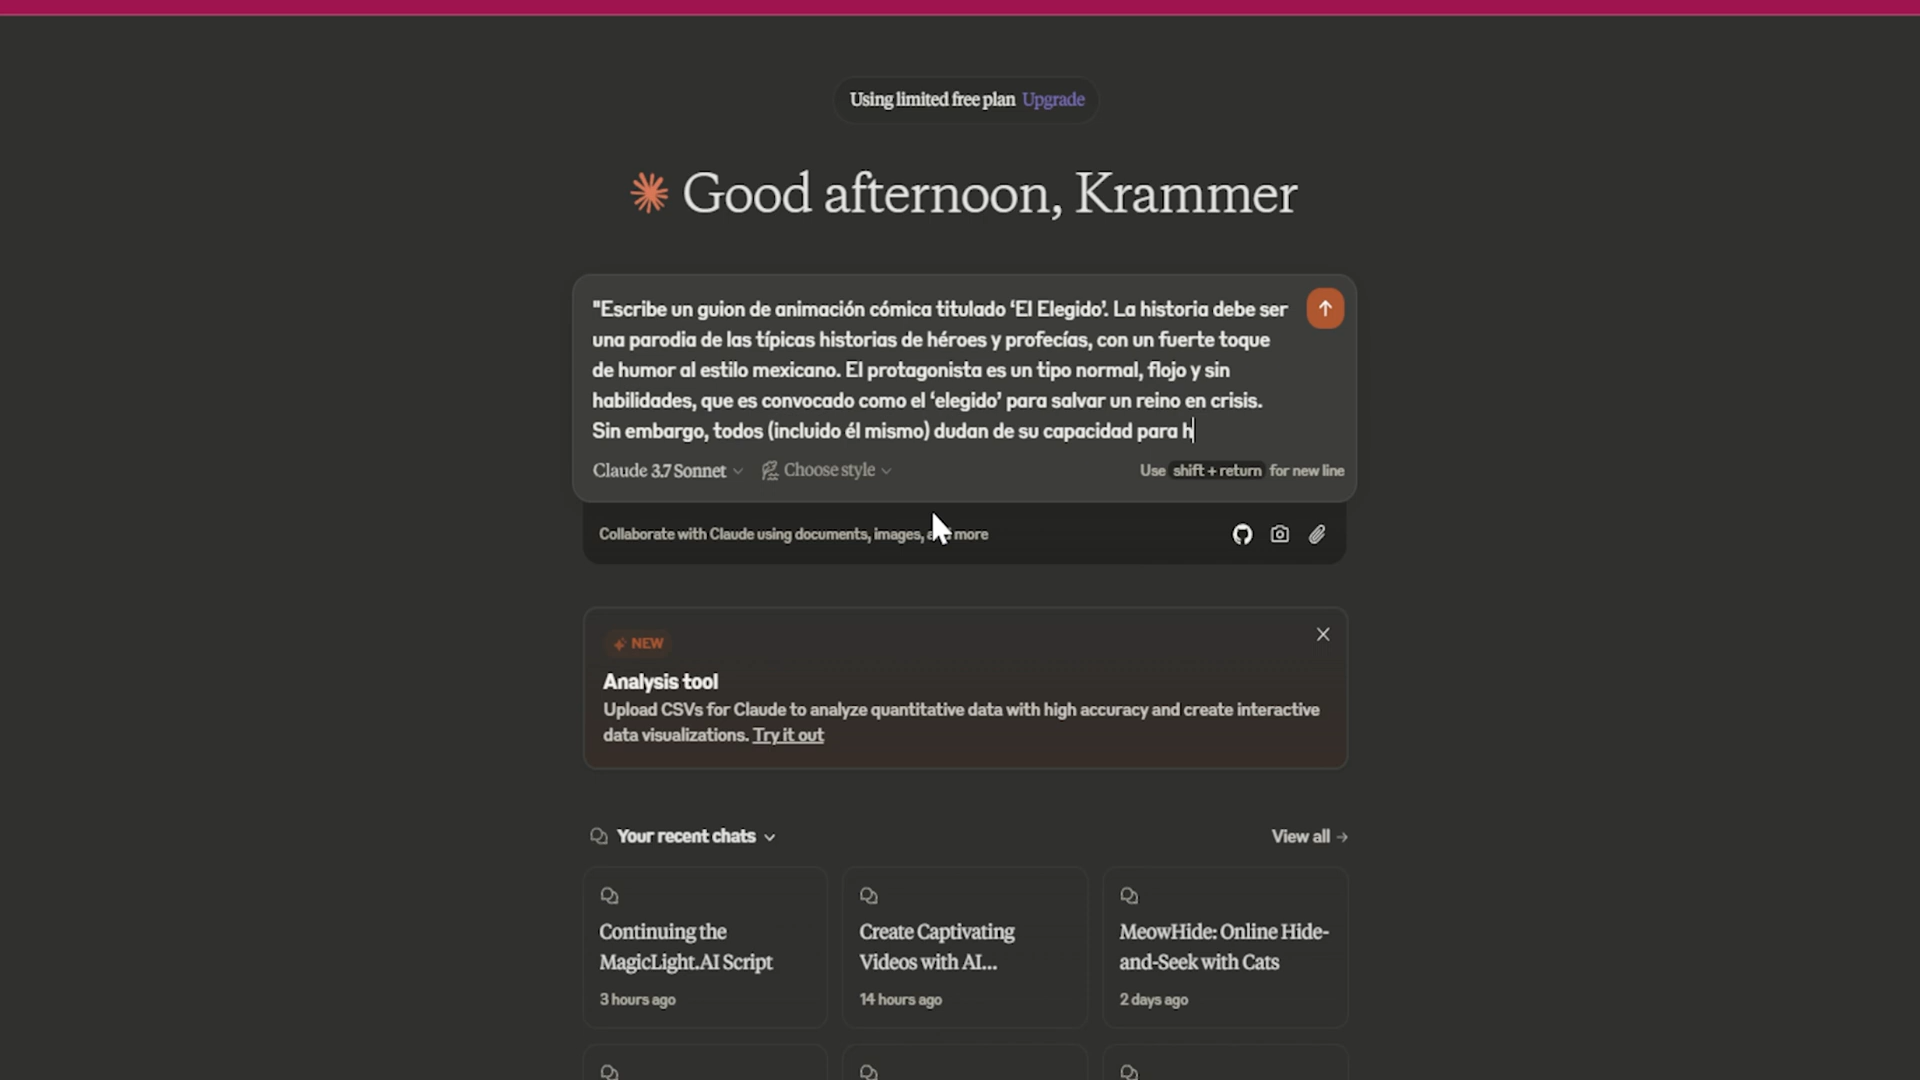 Using limited free plan Upgrade
Good afternoon, Krammer
"Escribe un guion de animación cómica titulado ‘El Elegido’. La historia debe ser
una parodia de las típicas historias de héroes y profecías, con un fuerte toque
de humor al estilo mexicano. El protagonista es un tipo normal, flojo y sin
habilidades, que es convocado como el ‘elegido’ para salvar un reino en crisis.
Sin embargo, todos (incluido él mismo) dudan de su capacidad para h
Claude 3.7 Sonnet Choose style Use shift + return for new line
Collaborate with Claude using documents, images, more
NEW
Analysis tool
Upload CSVs for Claude to analyze quantitative data with high accuracy and create interactive
data visualizations. Try it out
Your recent chats View all →
Continuing the
MagicLight.AI Script
3 hours ago
Create Captivating
Videos with AI...
14 hours ago
MeowHide: Online Hide-
and-Seek with Cats
2 days ago